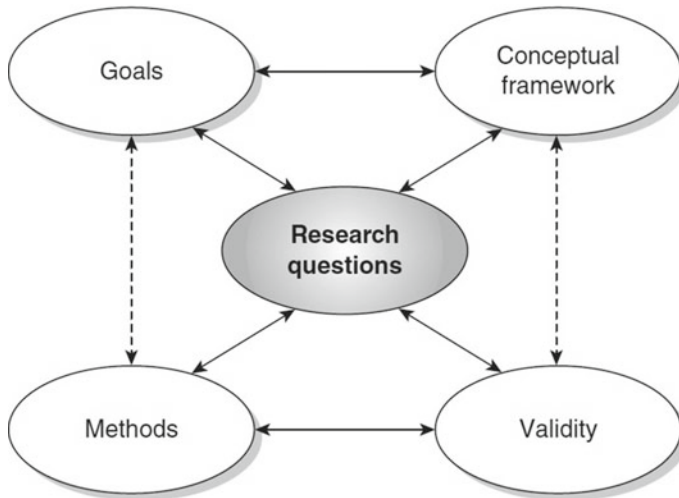 Goals
Conceptual
framework
Research
questions
Methods
Validity